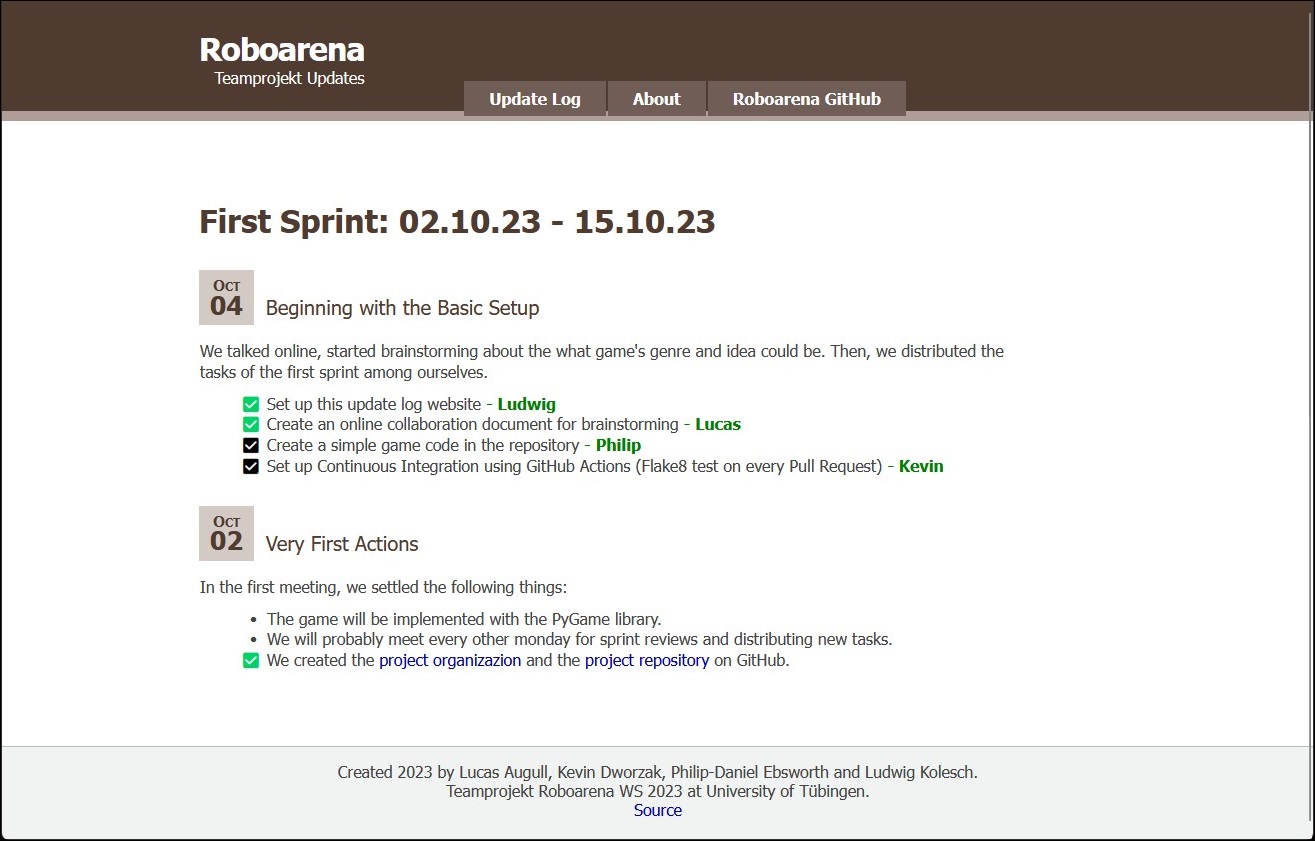 Roboarena
Teamprojekt Updates
Update Log
About
Roboarena GitHub
First Sprint: 02.10.23 - 15.10.23
Oct
04
Beginning with the Basic Setup
We talked online, started brainstorming about the what game's genre and idea could be. Then, we distributed the
tasks of the first sprint among ourselves.
Set up this update log website - Ludwig
Create an online collaboration document for brainstorming - Lucas
Create a simple game code in the repository - Philip
Set up Continuous Integration using GitHub Actions (Flake8 test on every Pull Request) - Kevin
Oct
02
Very First Actions
In the first meeting, we settled the following things:
• The game will be implemented with the PyGame library.
• We will probably meet every other monday for sprint reviews and distributing new tasks.
We created the project organizazion and the project repository on GitHub.
Created 2023 by Lucas Augull, Kevin Dworzak, Philip-Daniel Ebsworth and Ludwig Kolesch.
Teamprojekt Roboarena WS 2023 at University of Tübingen.
Source